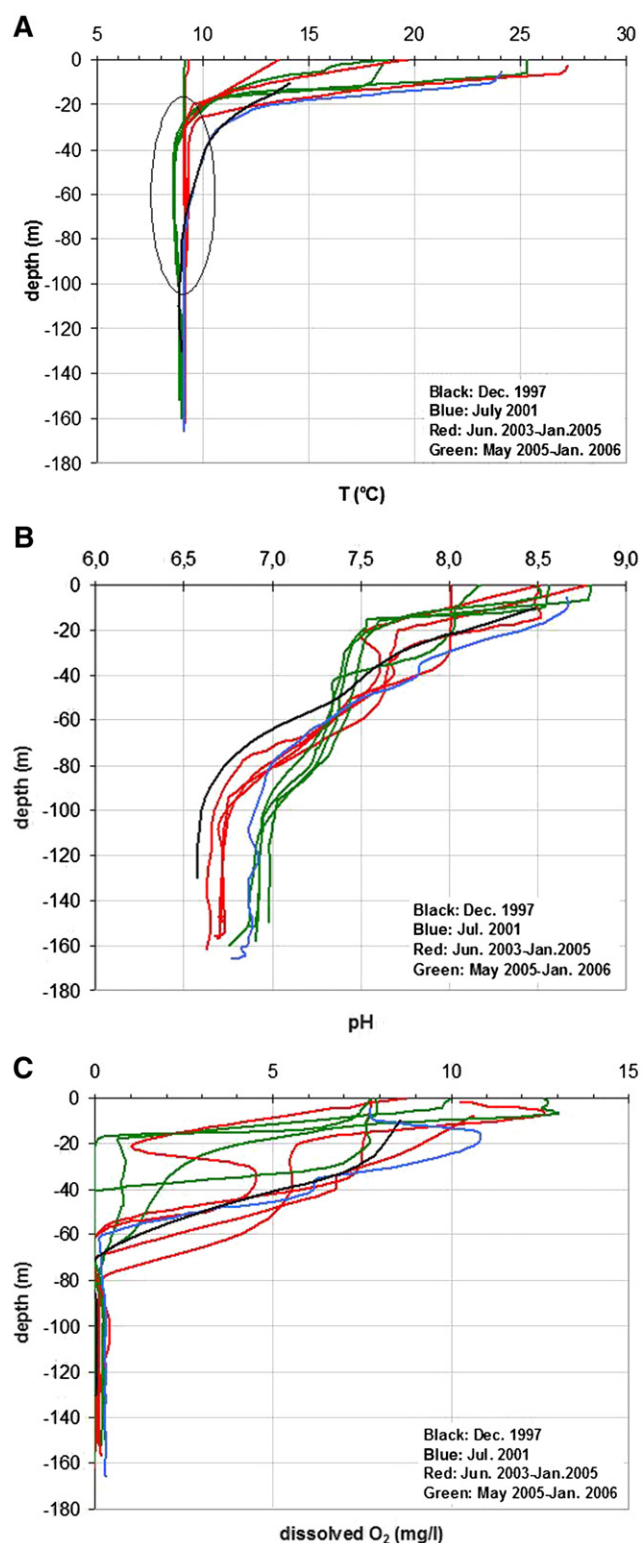 A
5 10 15 20 25 30
0
-20
-40
-60
-80
-100
-120
-140
-160
-180
depth (m)
Black: Dec. 1997
Blue: July 2001
Red: Jun. 2003-Jan.2005
Green: May 2005-Jan. 2006
T (ºC)
B
6,0 6,5 7,0 7,5 8,0 8,5 9,0
0
-20
-40
-60
-80
-100
-120
-140
-160
-180
depth (m)
Black: Dec. 1997
Blue: Jul. 2001
Red: Jun. 2003-Jan.2005
Green: May 2005-Jan. 2006
pH
C
0 5 10 15
0
-20
-40
-60
-80
-100
-120
-140
-160
-180
depth (m)
Black: Dec. 1997
Blue: Jul. 2001
Red: Jun. 2003-Jan.2005
Green: May 2005-Jan. 2006
dissolved O₂ (mg/l)